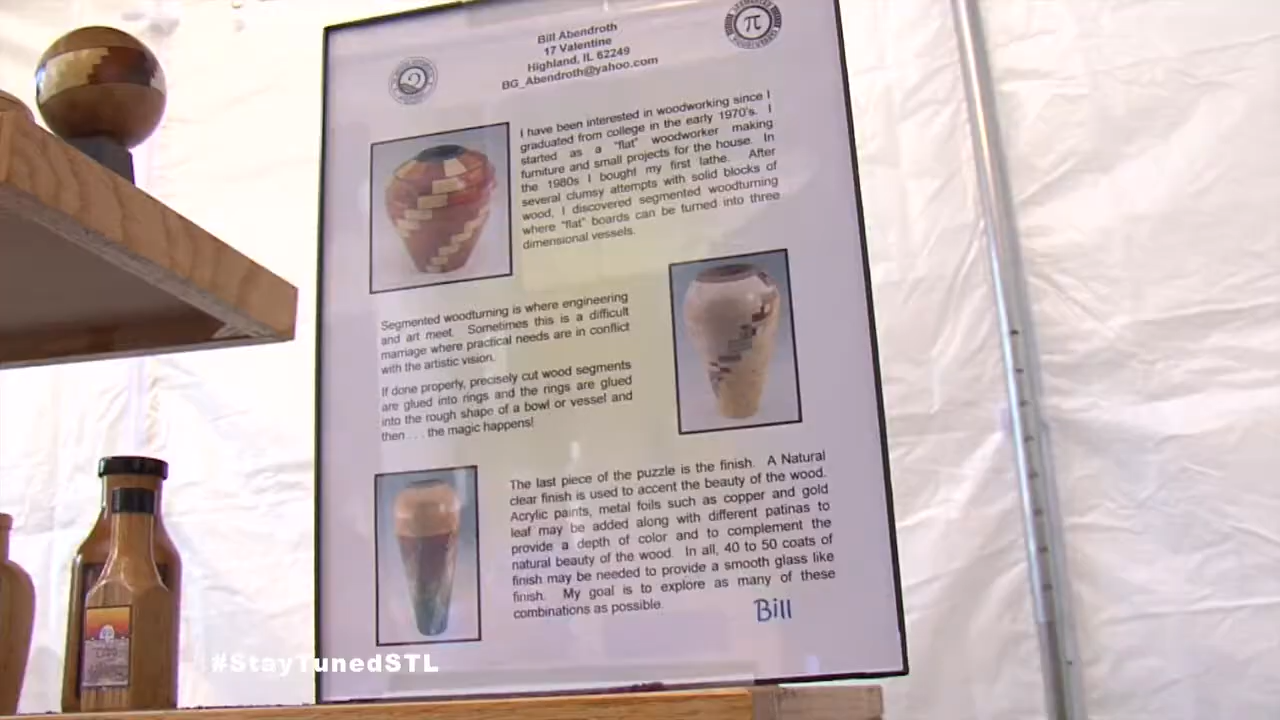 Bill Abendroth
17 Valentine
Highland, IL 62249
BG_Abendroth@yahoo.com
π
I have been interested in woodworking since I
graduated from college in the early 1970's. I
started as a "flat" woodworker making
furniture and small projects for the house. In
the 1980s I bought my first lathe. After
several clumsy attempts with solid blocks of
wood, I discovered segmented woodturning
where "flat" boards can be turned into three
dimensional vessels.
Segmented woodturning is where engineering
and art meet. Sometimes this is a difficult
marriage where practical needs are in conflict
with the artistic vision.
If done properly, precisely cut wood segments
are glued into rings and the rings are glued
into the rough shape of a bowl or vessel and
then . . . the magic happens!
The last piece of the puzzle is the finish. A Natural
clear finish is used to accent the beauty of the wood.
Acrylic paints, metal foils such as copper and gold
leaf may be added along with different patinas to
provide a depth of color and to complement the
natural beauty of the wood. In all, 40 to 50 coats of
finish may be needed to provide a smooth glass like
finish. My goal is to explore as many of these
combinations as possible.
Bill
#StayTunedSTL